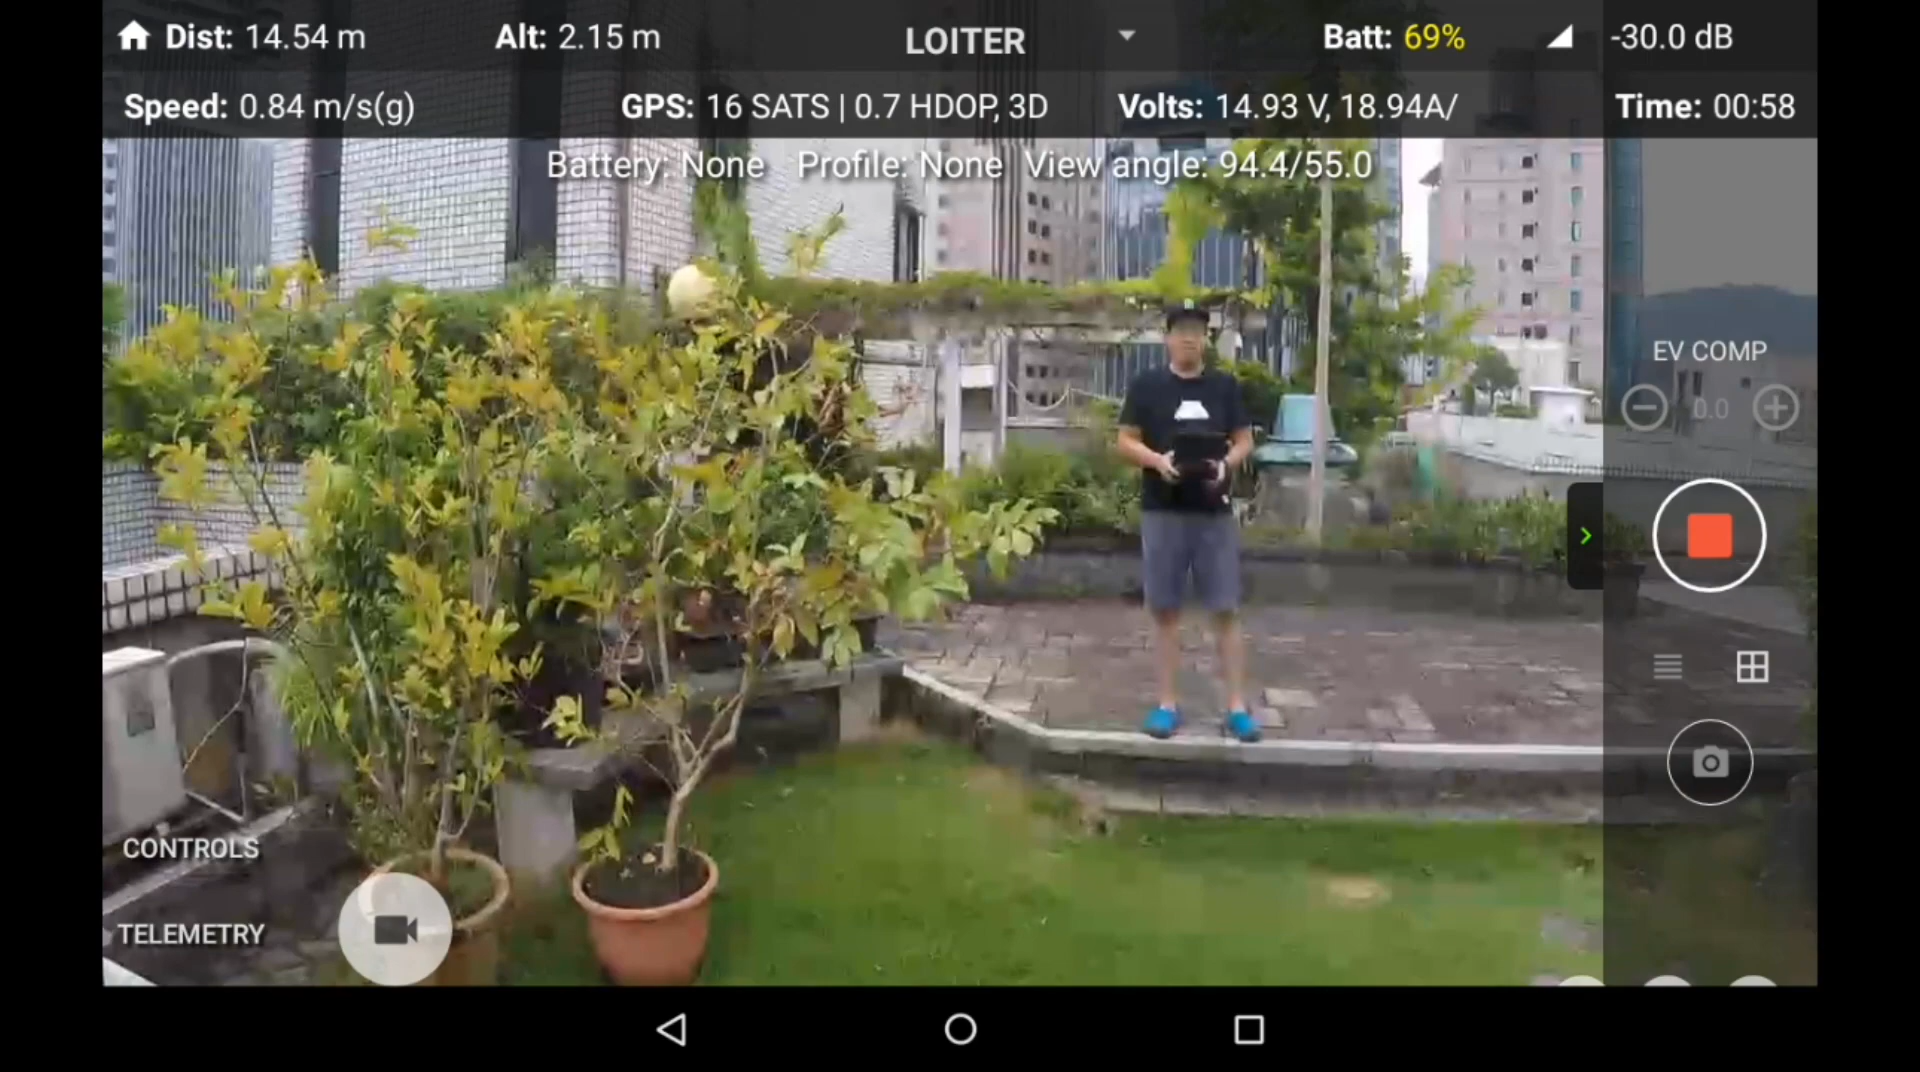 Dist: 14.54 m Alt: 2.15 m LOITER Batt: 69% -30.0 dB
Speed: 0.84 m/s(g) GPS: 16 SATS | 0.7 HDOP, 3D Volts: 14.93 V, 18.94A/ Time: 00:58
Battery: None Profile: None View angle: 94.4/55.0
EV COMP
0.0
CONTROLS
TELEMETRY